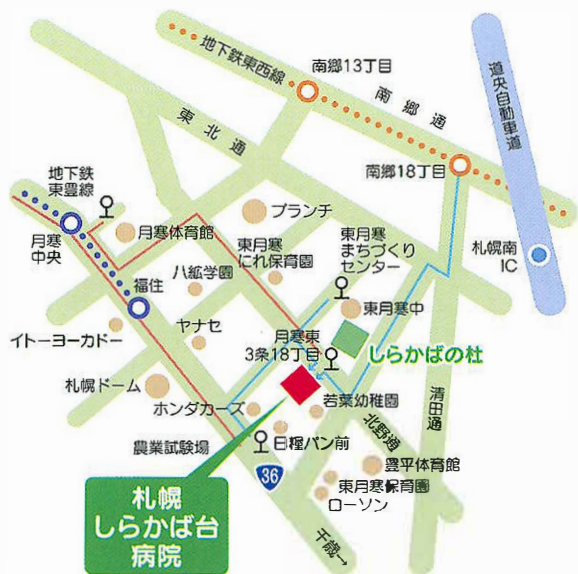 地下鉄東西線
南郷13丁目
南郷通
道央自動車道
東北通
南郷18丁目
地下鉄
東豊線
ブランチ
月寒
中央
月寒体育館
東月寒
にれ保育園
東月寒
まちづくり
センター
札幌南
IC
八紘学園
福住
東月寒中
イトーヨーカドー
ヤナセ
月寒東
3条18丁目
しらかばの杜
札幌ドーム
ホンダカーズ
若葉幼稚園
清田通
農業試験場
日糧パン前
北野通
36
豊平体育館
東月寒保育園
ローソン
札幌
しらかば台
病院
千歳→